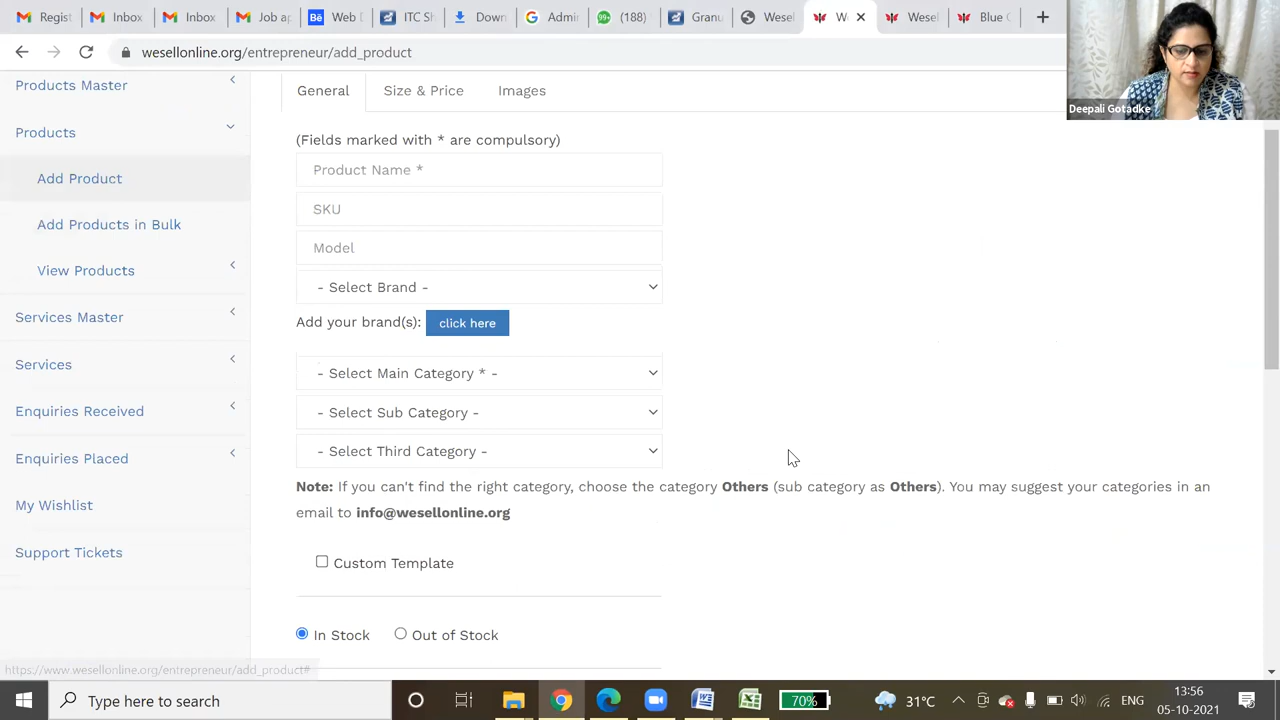 Regist
Inbox
Inbox
Job ap
Web D
ITC Sh
Down
Admi
(188)
Granu
Wesel
W
Wesel
Blue C
wesellonline.org/entrepreneur/add_product
Deepali Gotadke
Products Master
Products
Add Product
Add Products in Bulk
View Products
Services Master
Services
Enquiries Received
Enquiries Placed
My Wishlist
Support Tickets
General
Size & Price
Images
(Fields marked with * are compulsory)
Product Name *
SKU
Model
- Select Brand -
Add your brand(s): click here
- Select Main Category * -
- Select Sub Category -
- Select Third Category -
Note: If you can't find the right category, choose the category Others (sub category as Others). You may suggest your categories in an
email to info@wesellonline.org
Custom Template
In Stock
Out of Stock
https://www.wesellonline.org/entrepreneur/add_product#
Type here to search
70%
31°C
ENG
13:56
05-10-2021